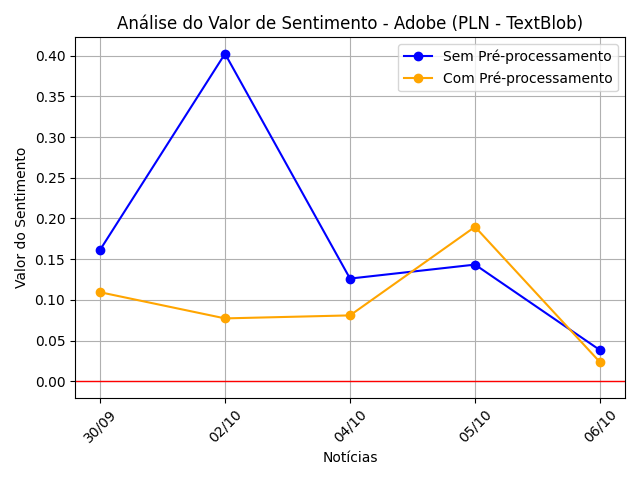 Análise do Valor de Sentimento - Adobe (PLN - TextBlob)
Sem Pré-processamento
Com Pré-processamento
Valor do Sentimento
0.40
0.35
0.30
0.25
0.20
0.15
0.10
0.05
0.00
30/09
02/10
04/10
05/10
06/10
Notícias